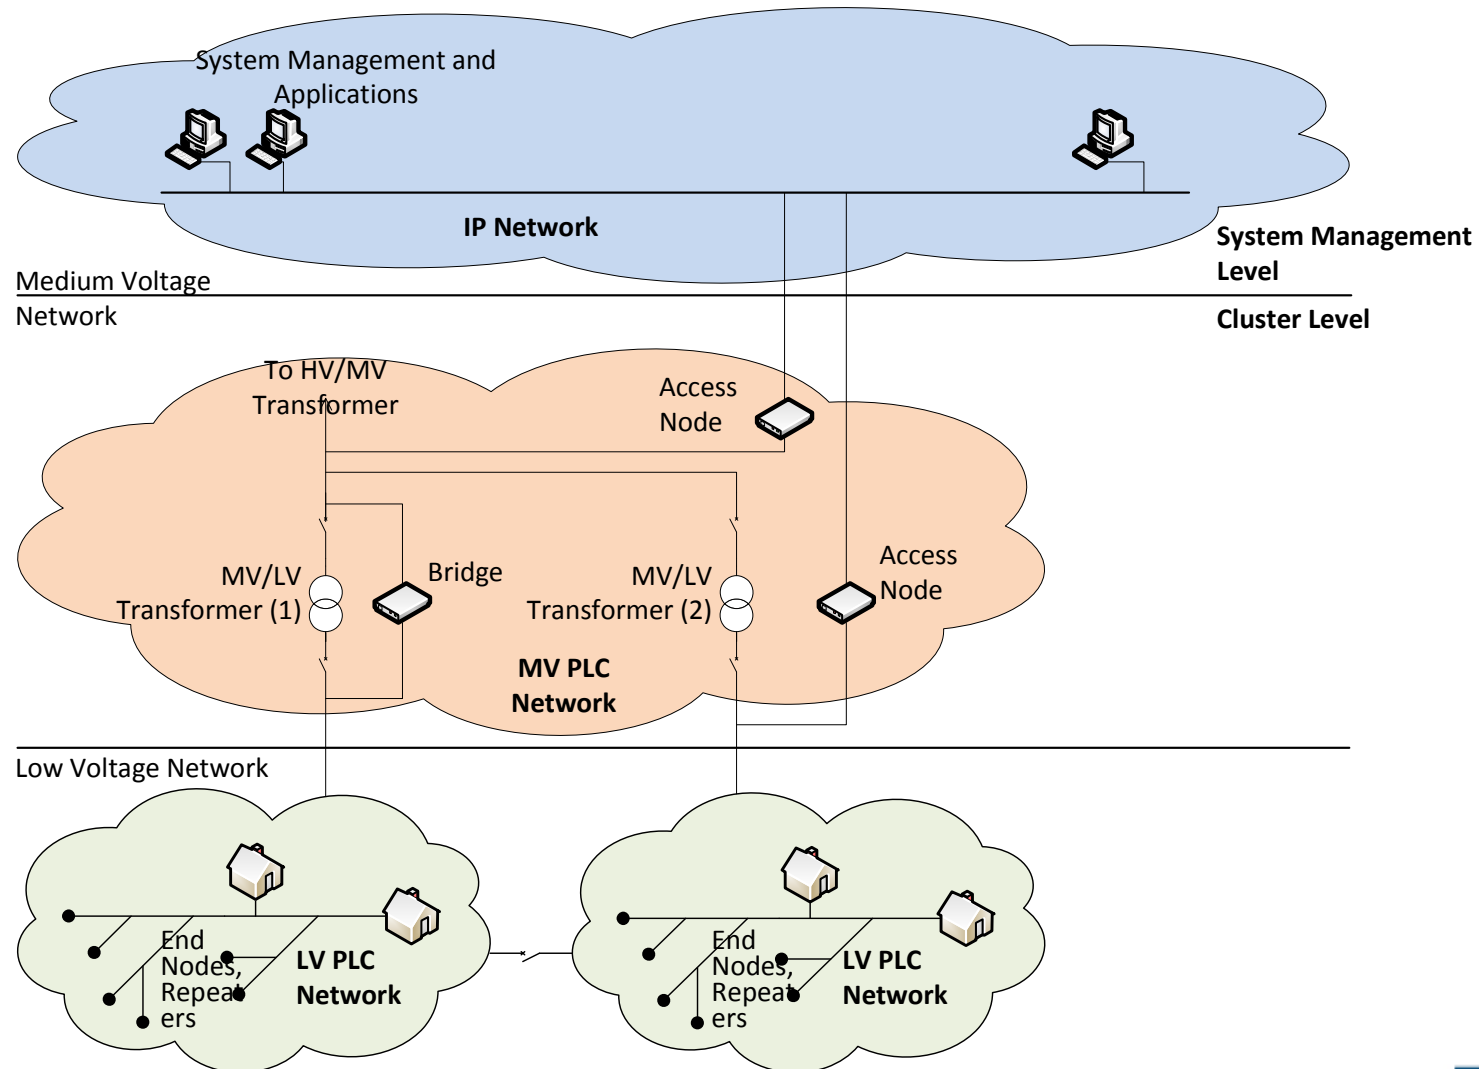 System Management and
Applications
IP Network
System Management
Level
Medium Voltage
Network
Cluster Level
To HV/MV
Transformer
Access
Node
MV/LV
Transformer (1)
Bridge
MV/LV
Transformer (2)
Access
Node
MV PLC
Network
Low Voltage Network
End
Nodes,
Repeat
ers
LV PLC
Network
End
Nodes,
Repeat
ers
LV PLC
Network